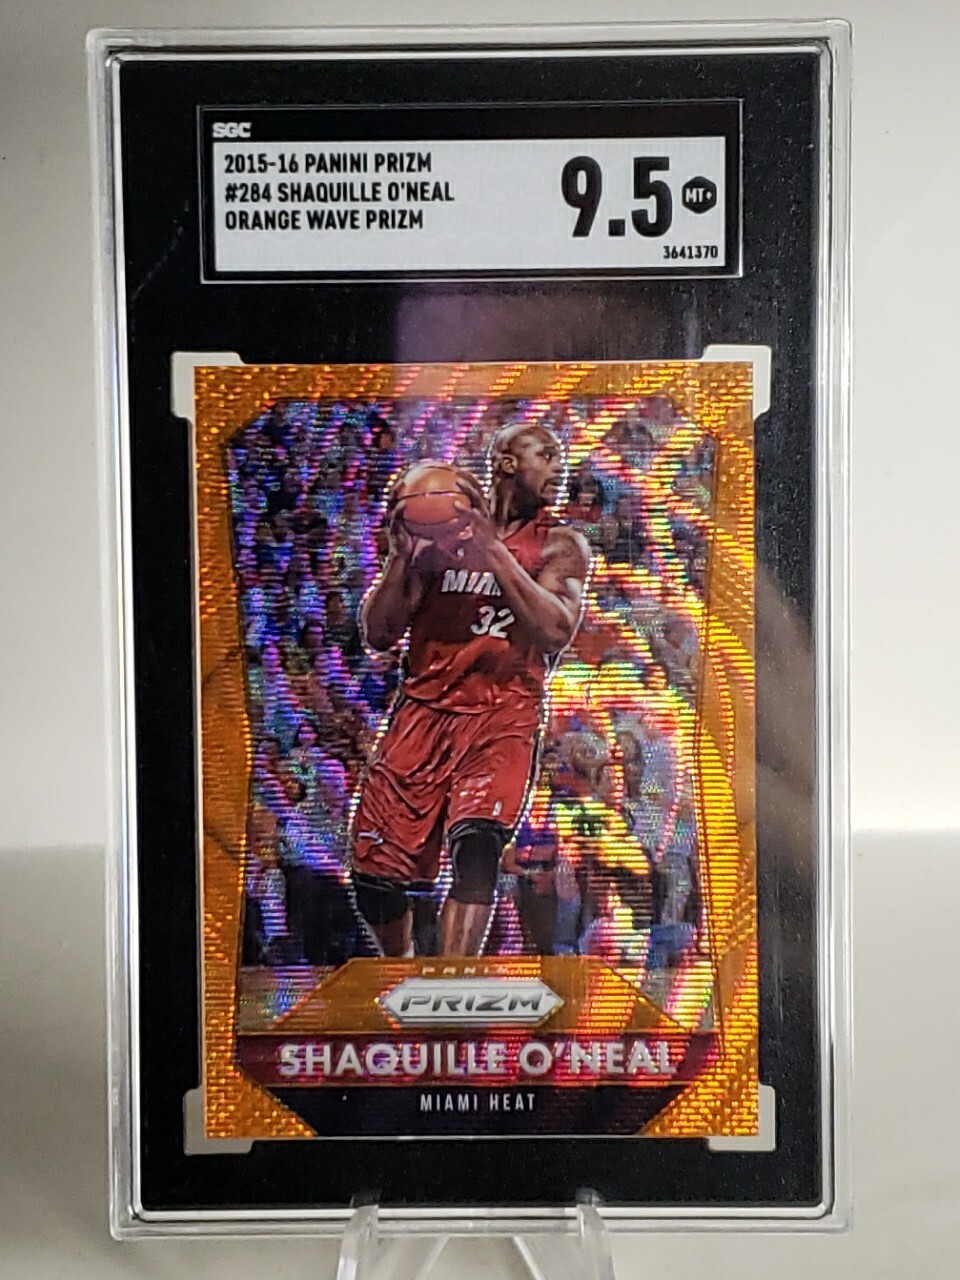 SGC
2015-16 PANINI PRIZM
#284 SHAQUILLE O'NEAL
ORANGE WAVE PRIZM
9.5 MT+
3641370
MIAMI
32
PANINI
PRIZM
SHAQUILLE O'NEAL
MIAMI HEAT